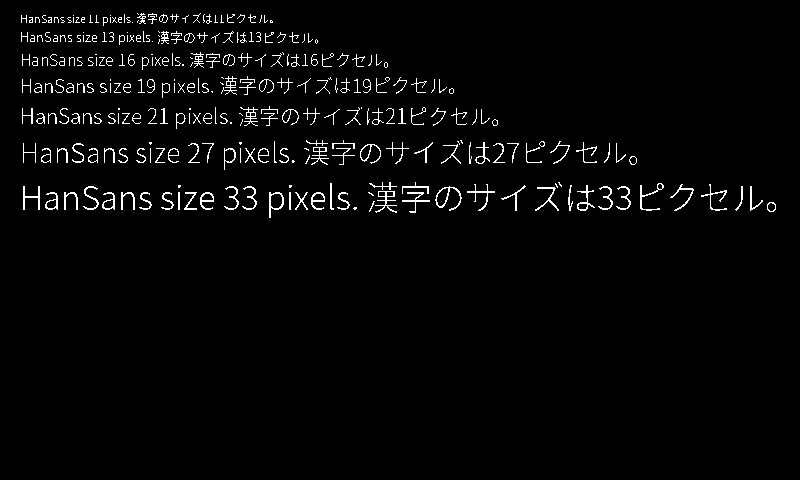 HanSans size 11 pixels. 漢字のサイズは11ピクセル。
HanSans size 13 pixels. 漢字のサイズは13ピクセル。
HanSans size 16 pixels. 漢字のサイズは16ピクセル。
HanSans size 19 pixels. 漢字のサイズは19ピクセル。
HanSans size 21 pixels. 漢字のサイズは21ピクセル。
HanSans size 27 pixels. 漢字のサイズは27ピクセル。
HanSans size 33 pixels. 漢字のサイズは33ピクセル。